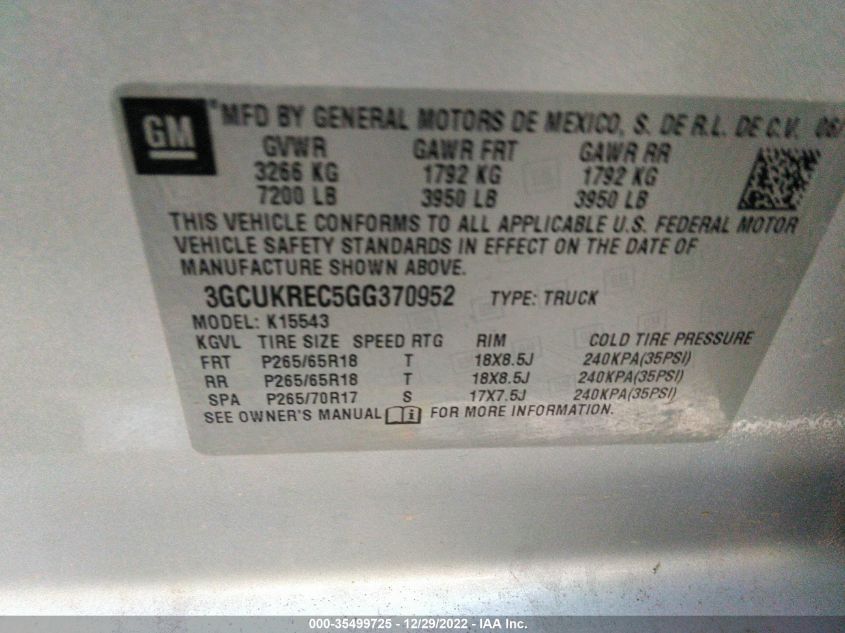 GM ® MFD BY GENERAL MOTORS DE MEXICO, S. DE R.L. DE C.V. 06/
GVWR GAWR FRT GAWR RR
3266 KG 1792 KG 1792 KG
7200 LB 3950 LB 3950 LB
THIS VEHICLE CONFORMS TO ALL APPLICABLE U.S. FEDERAL MOTOR
VEHICLE SAFETY STANDARDS IN EFFECT ON THE DATE OF
MANUFACTURE SHOWN ABOVE.
3GCUKREC5GG370952 TYPE: TRUCK
MODEL: K15543
KGVL TIRE SIZE SPEED RTG RIM COLD TIRE PRESSURE
FRT P265/65R18 T 18X8.5J 240KPA(35PSI)
RR P265/65R18 T 18X8.5J 240KPA(35PSI)
SPA P265/70R17 S 17X7.5J 240KPA(35PSI)
SEE OWNER'S MANUAL i FOR MORE INFORMATION.
000-35499725 - 12/29/2022 - IAA Inc.